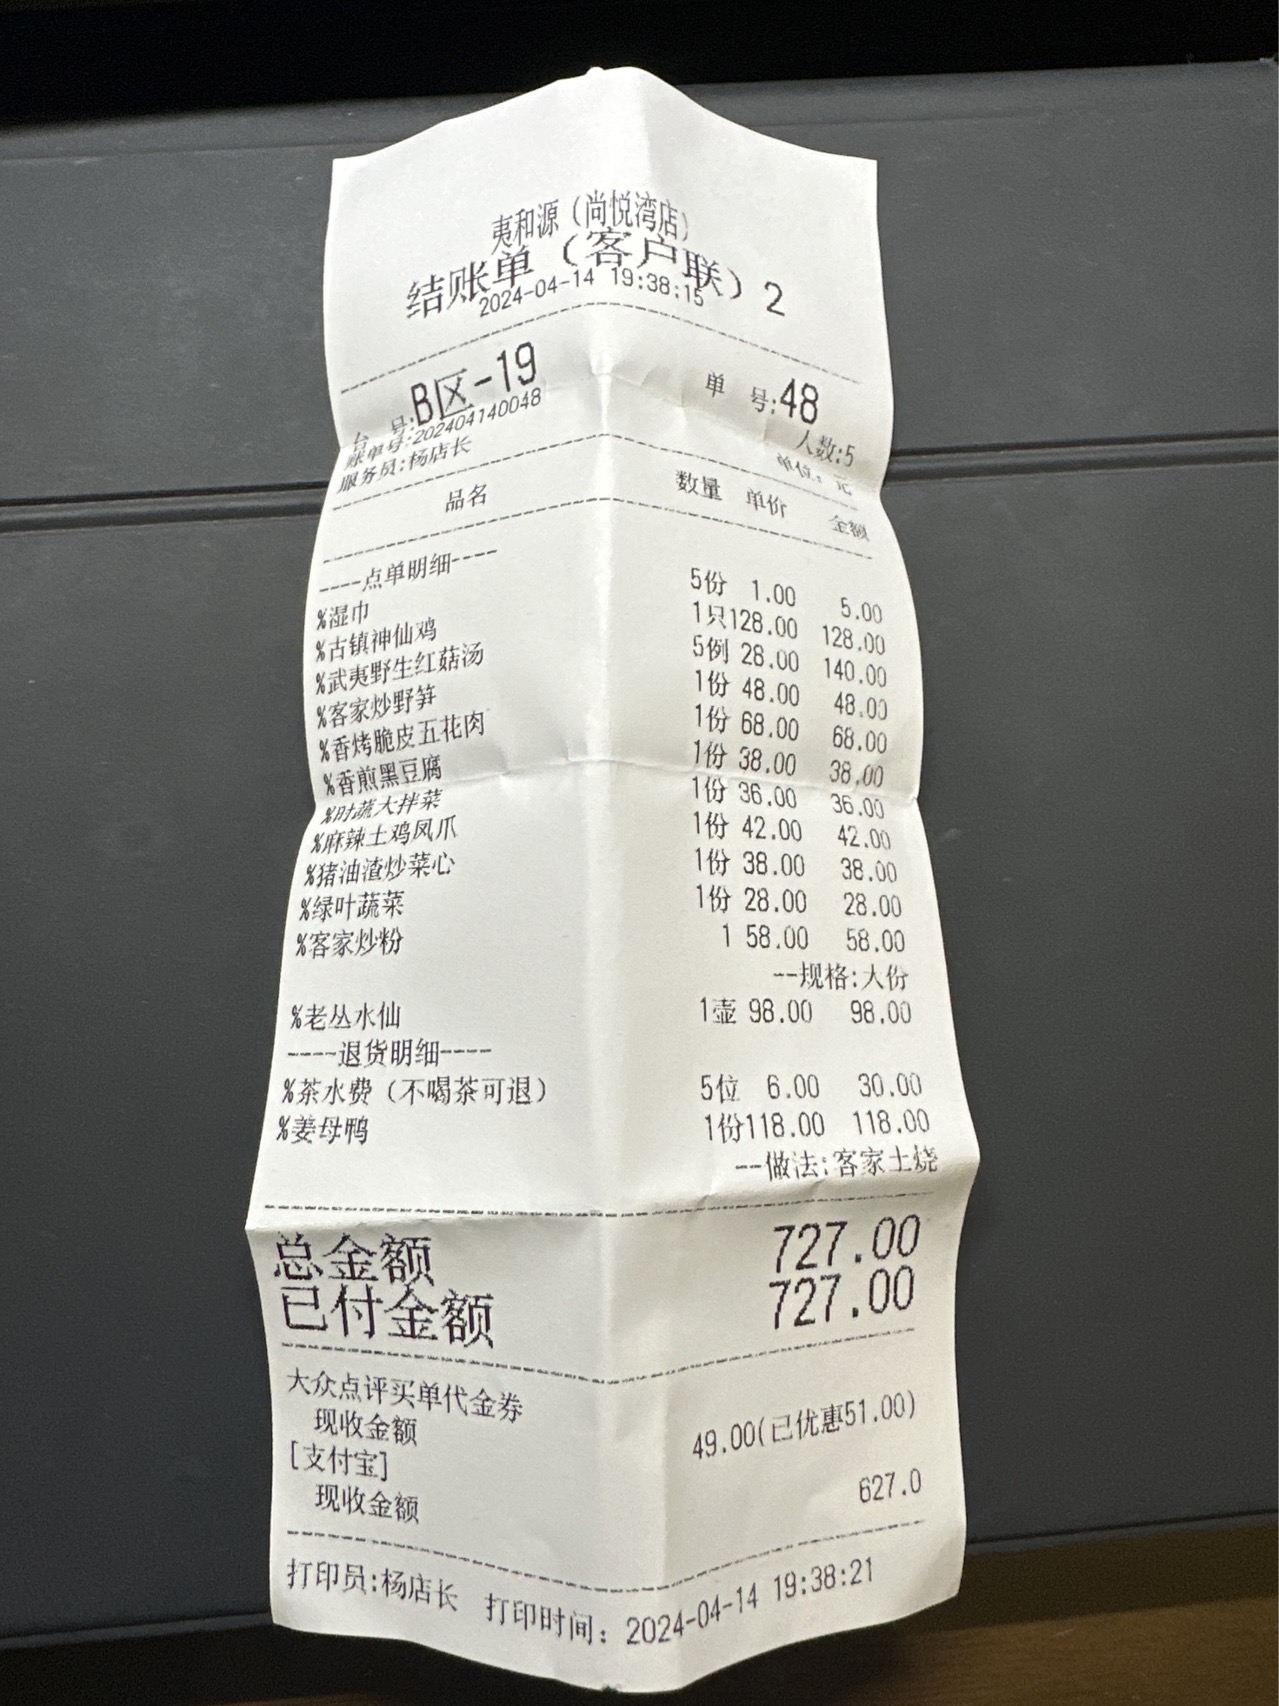 夷和源（尚悦湾店）
结账单（客户联）2
2024-04-14 19:38:15
台 号:B区-19 单 号:48
账单号:202404140048 人数:5
服务员:杨店长 单位: 元
品名 数量 单价 金额
----点单明细----
%湿巾 5份 1.00 5.00
%古镇神仙鸡 1只128.00 128.00
%武夷野生红菇汤 5例 28.00 140.00
%客家炒野笋 1份 48.00 48.00
%香烤脆皮五花肉 1份 68.00 68.00
%香煎黑豆腐 1份 38.00 38.00
%时蔬大拌菜 1份 36.00 36.00
%麻辣土鸡凤爪 1份 42.00 42.00
%猪油渣炒菜心 1份 38.00 38.00
%绿叶蔬菜 1份 28.00 28.00
%客家炒粉 1 58.00 58.00
--规格:大份
%老丛水仙 1壶 98.00 98.00
----退货明细----
%茶水费（不喝茶可退） 5位 6.00 30.00
%姜母鸭 1份118.00 118.00
--做法:客家土烧
总金额 727.00
已付金额 727.00
大众点评买单代金券
现收金额 49.00(已优惠51.00)
[支付宝]
现收金额 627.0
打印员:杨店长 打印时间: 2024-04-14 19:38:21